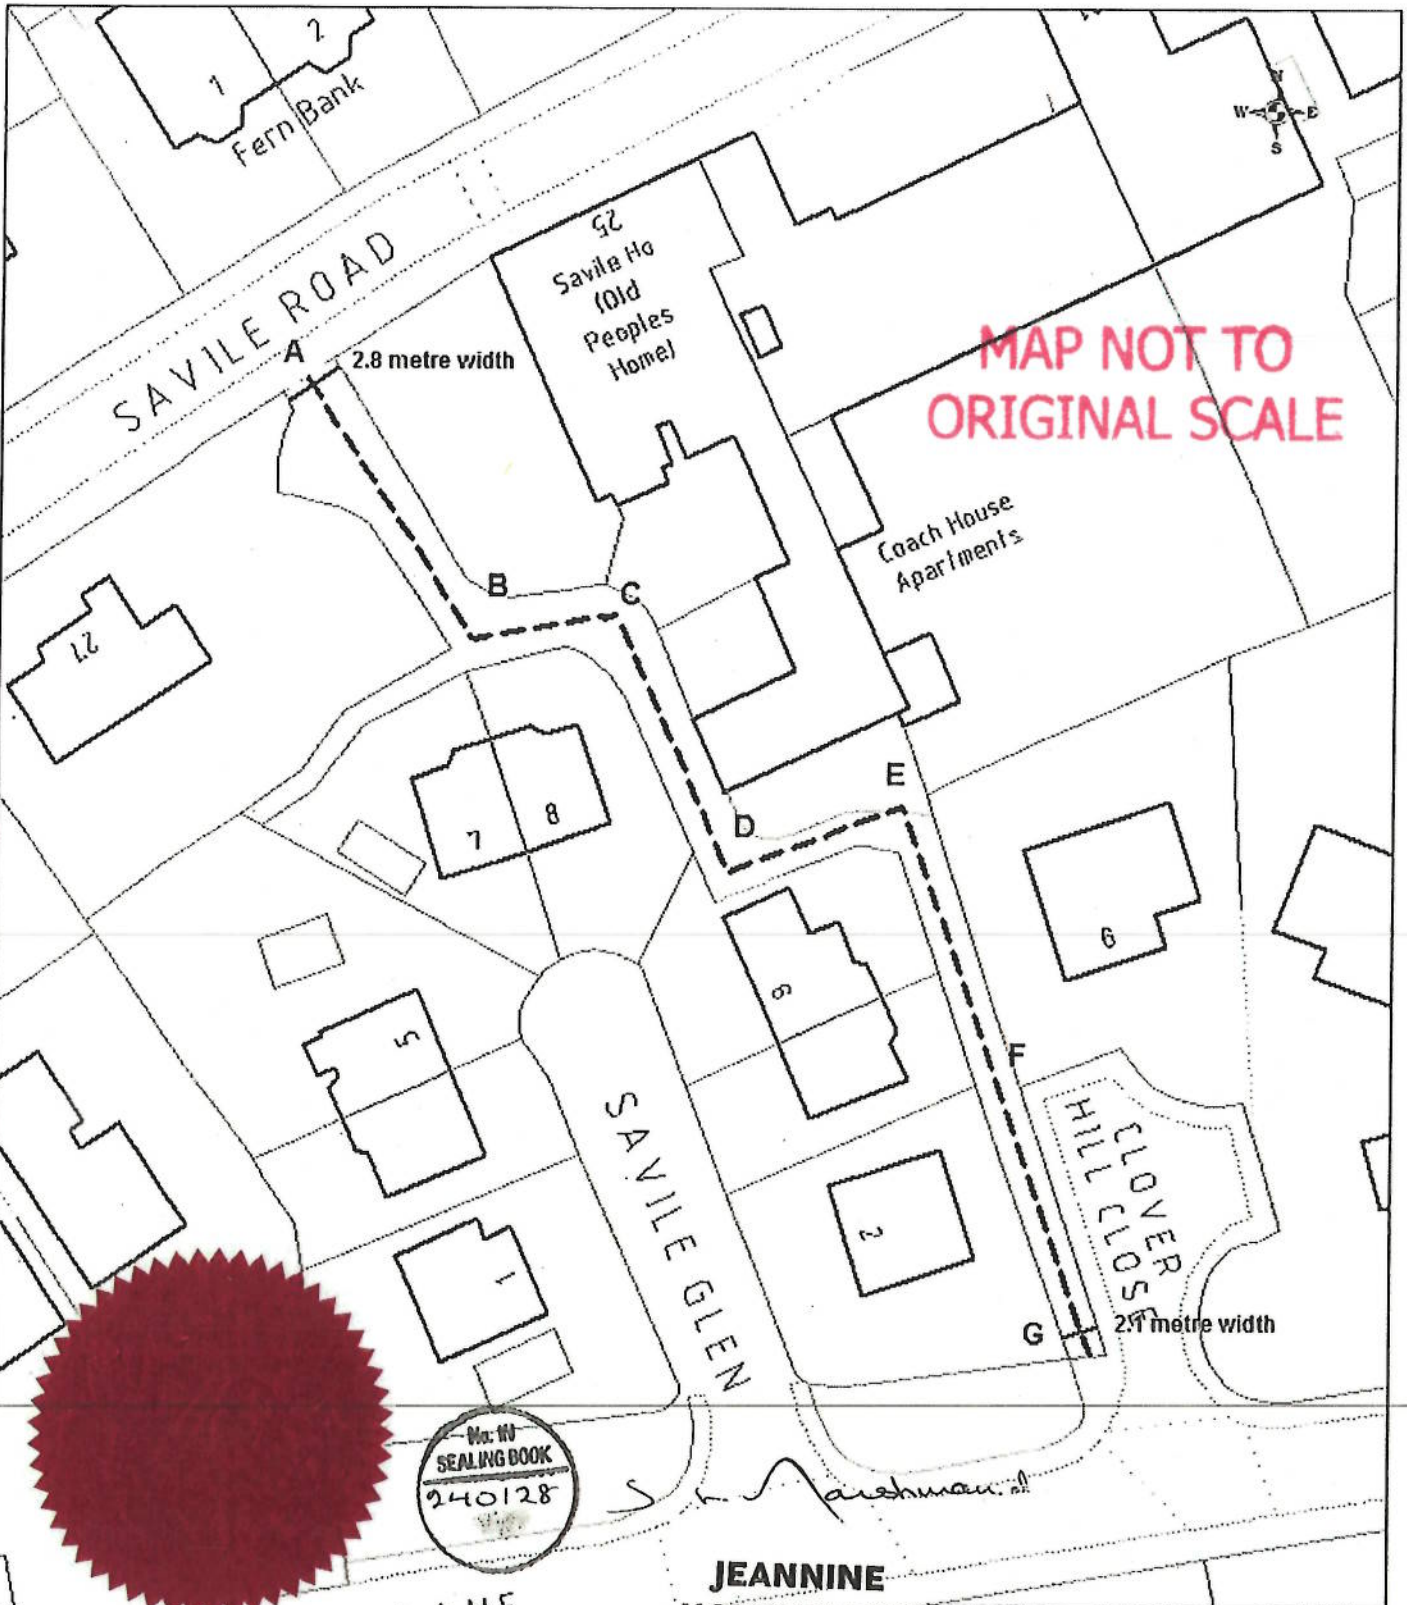 2
1
Fern Bank
N
W E
S
SAVILE ROAD
25
Savile Ho
(Old
Peoples
Home)
A
2.8 metre width
MAP NOT TO
ORIGINAL SCALE
Coach House
Apartments
B
C
27
E
D
7
8
6
9
5
F
SAVILE GLEN
CLOVER
HILL CLOSE
2
1
G
2.1 metre width
No: IN
SEALING BOOK
240128
JEANNINE